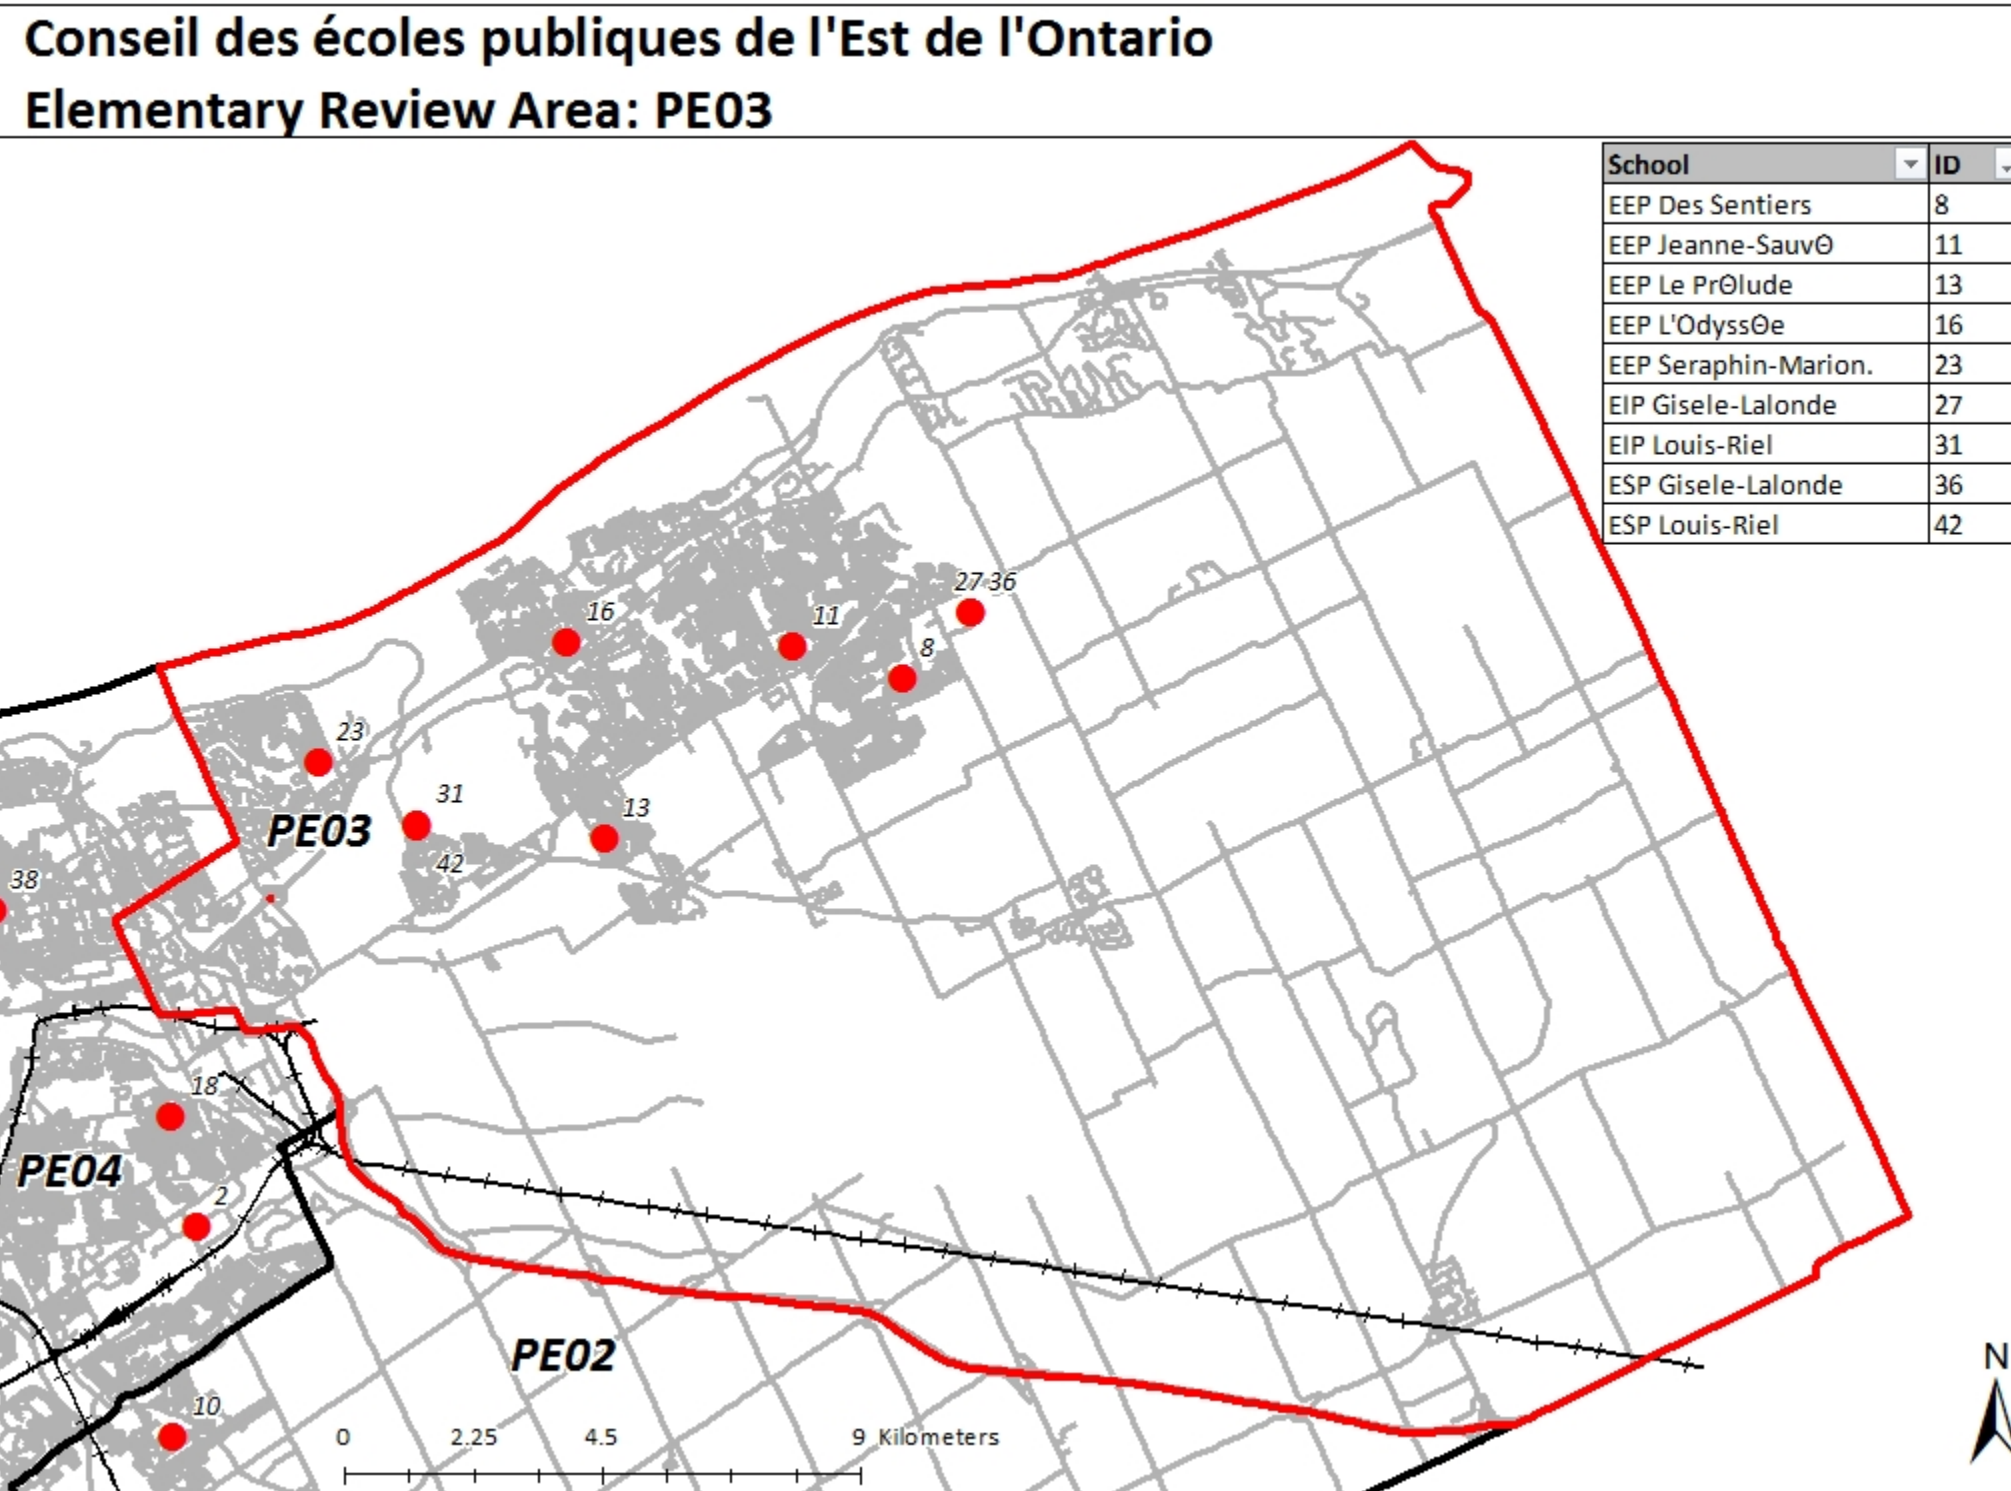 Conseil des écoles publiques de l'Est de l'Ontario
Elementary Review Area: PE03
School ID
EEP Des Sentiers 8
EEP Jeanne-SauvΘ 11
EEP Le PrΘlude 13
EEP L'OdyssΘe 16
EEP Seraphin-Marion. 23
EIP Gisele-Lalonde 27
EIP Louis-Riel 31
ESP Gisele-Lalonde 36
ESP Louis-Riel 42
27 36
16
11
8
23
31
13
PE03
42
38
18
PE04
2
PE02
N
10
0 2.25 4.5 9 Kilometers